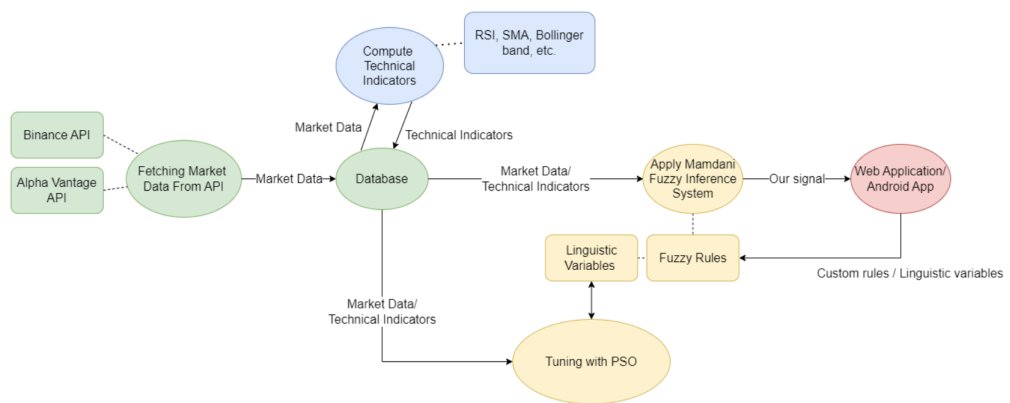 RSI, SMA, Bollinger
band, etc.
Compute
Technical
Indicators
Market Data
Technical Indicators
Binance API
Alpha Vantage
API
Fetching Market
Data From API
Market Data
Database
Market Data/
Technical Indicators
Apply Mamdani
Fuzzy Inference
System
Our signal
Web Application/
Android App
Linguistic
Variables
Fuzzy Rules
Custom rules / Linguistic variables
Market Data/
Technical Indicators
Tuning with PSO